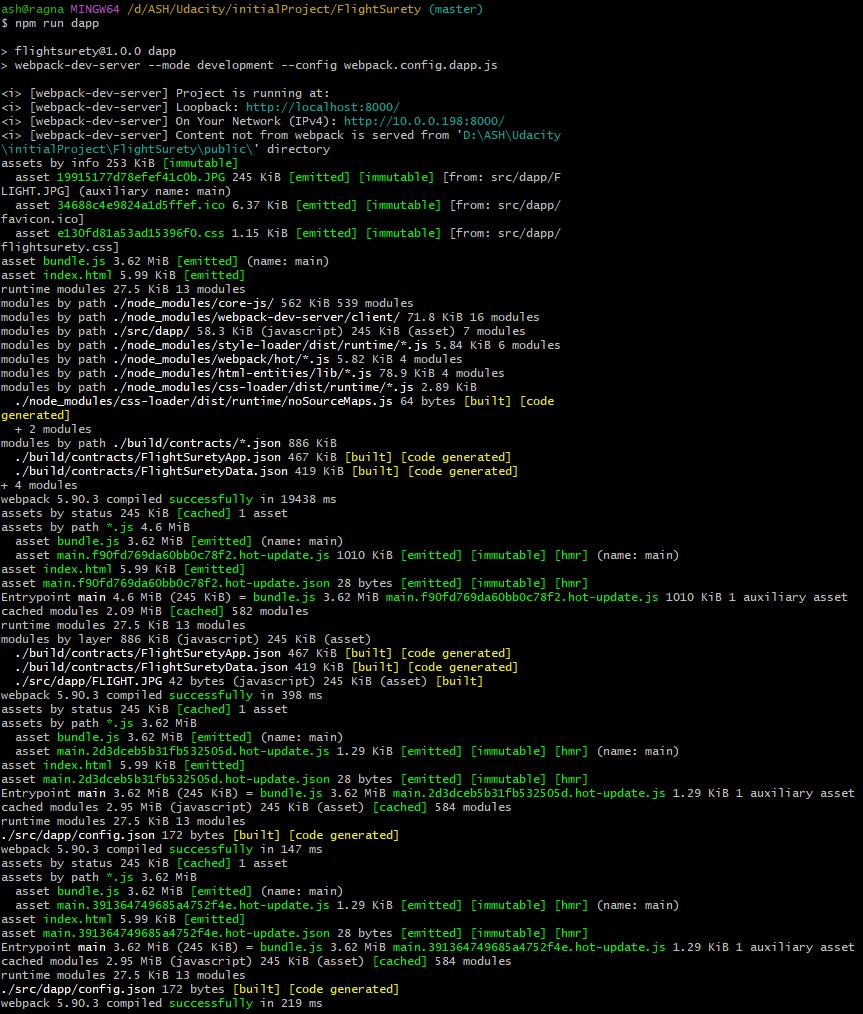 ash@ragna MINGW64 /d/ASH/Udacity/initialProject/FlightSurety (master)
$ npm run dapp
> flightsurety@1.0.0 dapp
> webpack-dev-server --mode development --config webpack.config.dapp.js
<i> [webpack-dev-server] Project is running at:
<i> [webpack-dev-server] Loopback: http://localhost:8000/
<i> [webpack-dev-server] On Your Network (IPv4): http://10.0.0.198:8000/
<i> [webpack-dev-server] Content not from webpack is served from 'D:\ASH\Udacity
\initialProject\FlightSurety\public\' directory
assets by info 253 KiB [immutable]
  asset 19915177d78efef41c0b.JPG 245 KiB [emitted] [immutable] [from: src/dapp/F
LIGHT.JPG] (auxiliary name: main)
  asset 34688c4e9824a1d5ffef.ico 6.37 KiB [emitted] [immutable] [from: src/dapp/
favicon.ico]
  asset e130fd81a53ad15396f0.css 1.15 KiB [emitted] [immutable] [from: src/dapp/
flightsurety.css]
asset bundle.js 3.62 MiB [emitted] (name: main)
asset index.html 5.99 KiB [emitted]
runtime modules 27.5 KiB 13 modules
modules by path ./node_modules/core-js/ 562 KiB 539 modules
modules by path ./node_modules/webpack-dev-server/client/ 71.8 KiB 16 modules
modules by path ./src/dapp/ 58.3 KiB (javascript) 245 KiB (asset) 7 modules
modules by path ./node_modules/style-loader/dist/runtime/*.js 5.84 KiB 6 modules
modules by path ./node_modules/webpack/hot/*.js 5.82 KiB 4 modules
modules by path ./node_modules/html-entities/lib/*.js 78.9 KiB 4 modules
modules by path ./node_modules/css-loader/dist/runtime/*.js 2.89 KiB
  ./node_modules/css-loader/dist/runtime/noSourceMaps.js 64 bytes [built] [code
generated]
  + 2 modules
modules by path ./build/contracts/*.json 886 KiB
  ./build/contracts/FlightSuretyApp.json 467 KiB [built] [code generated]
  ./build/contracts/FlightSuretyData.json 419 KiB [built] [code generated]
+ 4 modules
webpack 5.90.3 compiled successfully in 19438 ms
assets by status 245 KiB [cached] 1 asset
assets by path *.js 4.6 MiB
  asset bundle.js 3.62 MiB [emitted] (name: main)
  asset main.f90fd769da60bb0c78f2.hot-update.js 1010 KiB [emitted] [immutable] [hmr] (name: main)
asset index.html 5.99 KiB [emitted]
asset main.f90fd769da60bb0c78f2.hot-update.json 28 bytes [emitted] [immutable] [hmr]
Entrypoint main 4.6 MiB (245 KiB) = bundle.js 3.62 MiB main.f90fd769da60bb0c78f2.hot-update.js 1010 KiB 1 auxiliary asset
cached modules 2.09 MiB [cached] 582 modules
runtime modules 27.5 KiB 13 modules
modules by layer 886 KiB (javascript) 245 KiB (asset)
  ./build/contracts/FlightSuretyApp.json 467 KiB [built] [code generated]
  ./build/contracts/FlightSuretyData.json 419 KiB [built] [code generated]
  ./src/dapp/FLIGHT.JPG 42 bytes (javascript) 245 KiB (asset) [built]
webpack 5.90.3 compiled successfully in 398 ms
assets by status 245 KiB [cached] 1 asset
assets by path *.js 3.62 MiB
  asset bundle.js 3.62 MiB [emitted] (name: main)
  asset main.2d3dceb5b31fb532505d.hot-update.js 1.29 KiB [emitted] [immutable] [hmr] (name: main)
asset index.html 5.99 KiB [emitted]
asset main.2d3dceb5b31fb532505d.hot-update.json 28 bytes [emitted] [immutable] [hmr]
Entrypoint main 3.62 MiB (245 KiB) = bundle.js 3.62 MiB main.2d3dceb5b31fb532505d.hot-update.js 1.29 KiB 1 auxiliary asset
cached modules 2.95 MiB (javascript) 245 KiB (asset) [cached] 584 modules
runtime modules 27.5 KiB 13 modules
./src/dapp/config.json 172 bytes [built] [code generated]
webpack 5.90.3 compiled successfully in 147 ms
assets by status 245 KiB [cached] 1 asset
assets by path *.js 3.62 MiB
  asset bundle.js 3.62 MiB [emitted] (name: main)
  asset main.391364749685a4752f4e.hot-update.js 1.29 KiB [emitted] [immutable] [hmr] (name: main)
asset index.html 5.99 KiB [emitted]
asset main.391364749685a4752f4e.hot-update.json 28 bytes [emitted] [immutable] [hmr]
Entrypoint main 3.62 MiB (245 KiB) = bundle.js 3.62 MiB main.391364749685a4752f4e.hot-update.js 1.29 KiB 1 auxiliary asset
cached modules 2.95 MiB (javascript) 245 KiB (asset) [cached] 584 modules
runtime modules 27.5 KiB 13 modules
./src/dapp/config.json 172 bytes [built] [code generated]
webpack 5.90.3 compiled successfully in 219 ms